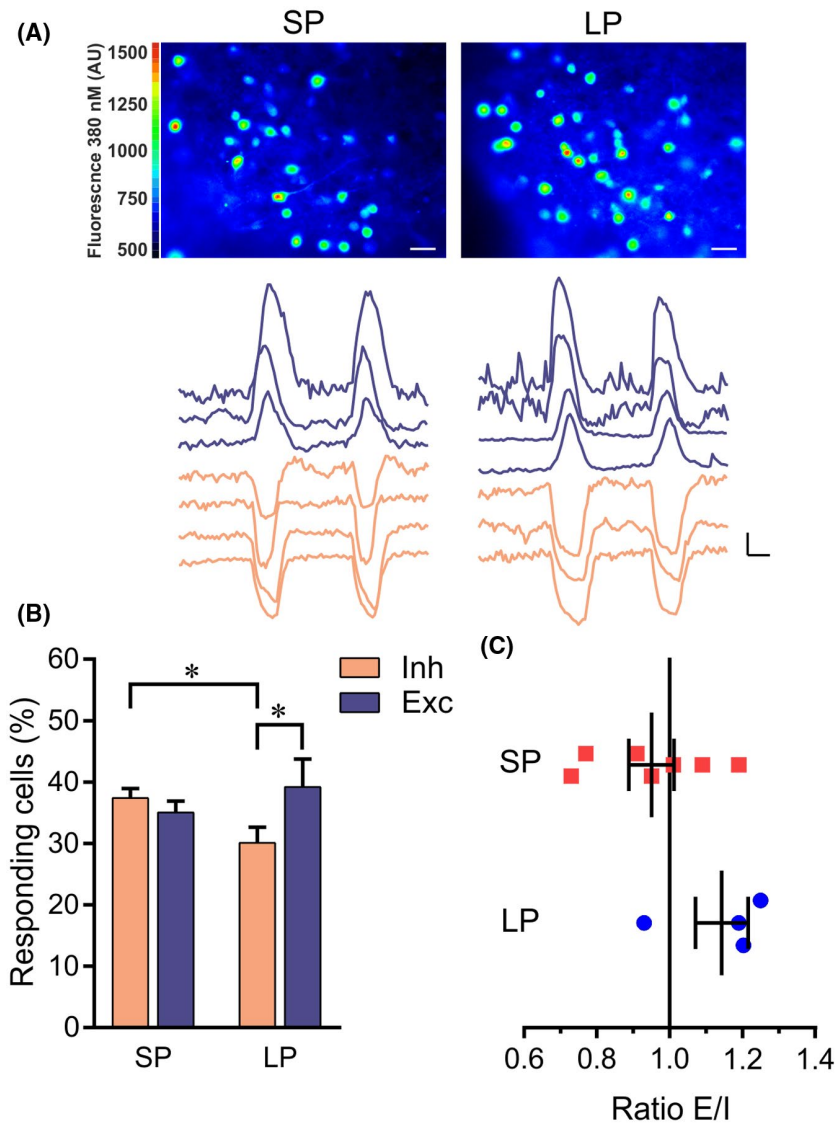 (A)
SP
LP
Fluorescnce 380 nM (AU)
1500
1250
1000
750
500
(B)
Responding cells (%)
60
50
40
30
20
10
0
*
*
Inh
Exc
SP
LP
(C)
SP
LP
0.6
0.8
1.0
1.2
1.4
Ratio E/I